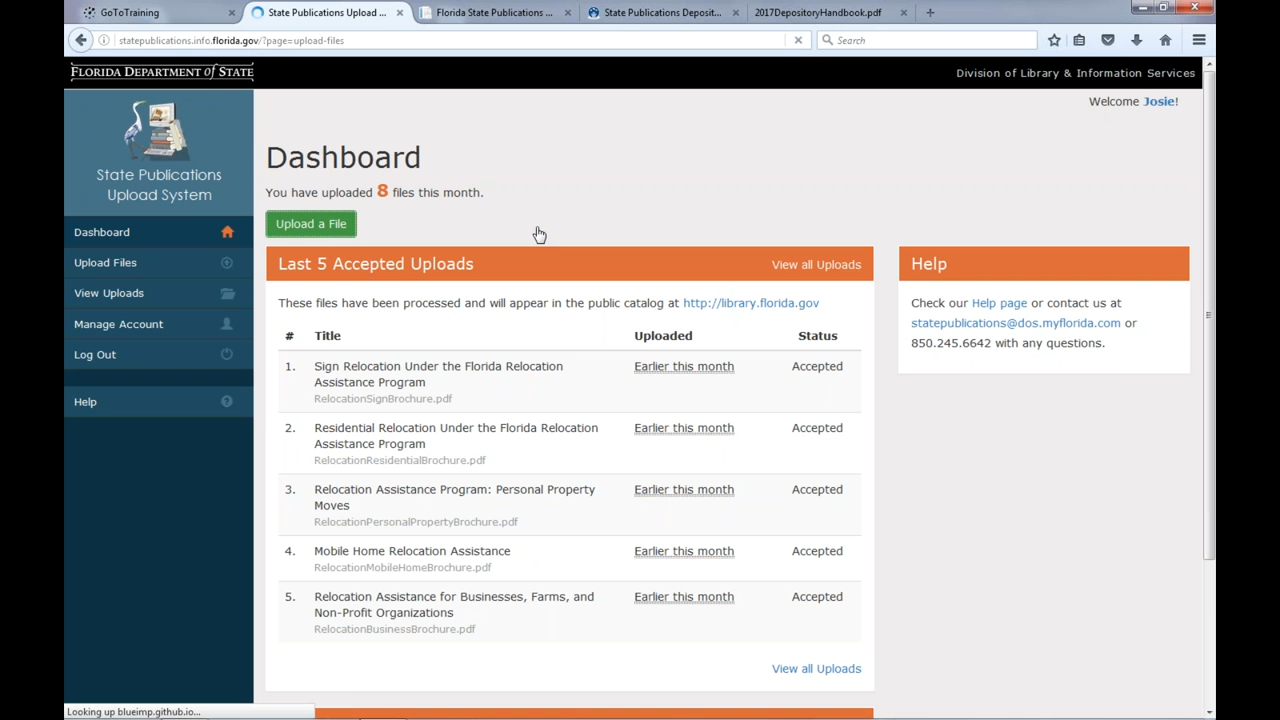 GoToTraining
State Publications Upload ...
Florida State Publications ...
State Publications Deposit...
2017DepositoryHandbook.pdf
statepublications.info.florida.gov/?page=upload-files
Search
FLORIDA DEPARTMENT of STATE
Division of Library & Information Services
Welcome Josie!
State Publications
Upload System
Dashboard
Upload Files
View Uploads
Manage Account
Log Out
Help
Dashboard
You have uploaded 8 files this month.
Upload a File
Last 5 Accepted Uploads
View all Uploads
These files have been processed and will appear in the public catalog at http://library.florida.gov
# Title Uploaded Status
1. Sign Relocation Under the Florida Relocation Earlier this month Accepted
Assistance Program
RelocationSignBrochure.pdf
2. Residential Relocation Under the Florida Relocation Earlier this month Accepted
Assistance Program
RelocationResidentialBrochure.pdf
3. Relocation Assistance Program: Personal Property Earlier this month Accepted
Moves
RelocationPersonalPropertyBrochure.pdf
4. Mobile Home Relocation Assistance Earlier this month Accepted
RelocationMobileHomeBrochure.pdf
5. Relocation Assistance for Businesses, Farms, and Earlier this month Accepted
Non-Profit Organizations
RelocationBusinessBrochure.pdf
View all Uploads
Help
Check our Help page or contact us at
statepublications@dos.myflorida.com or
850.245.6642 with any questions.
Looking up blueimp.github.io...